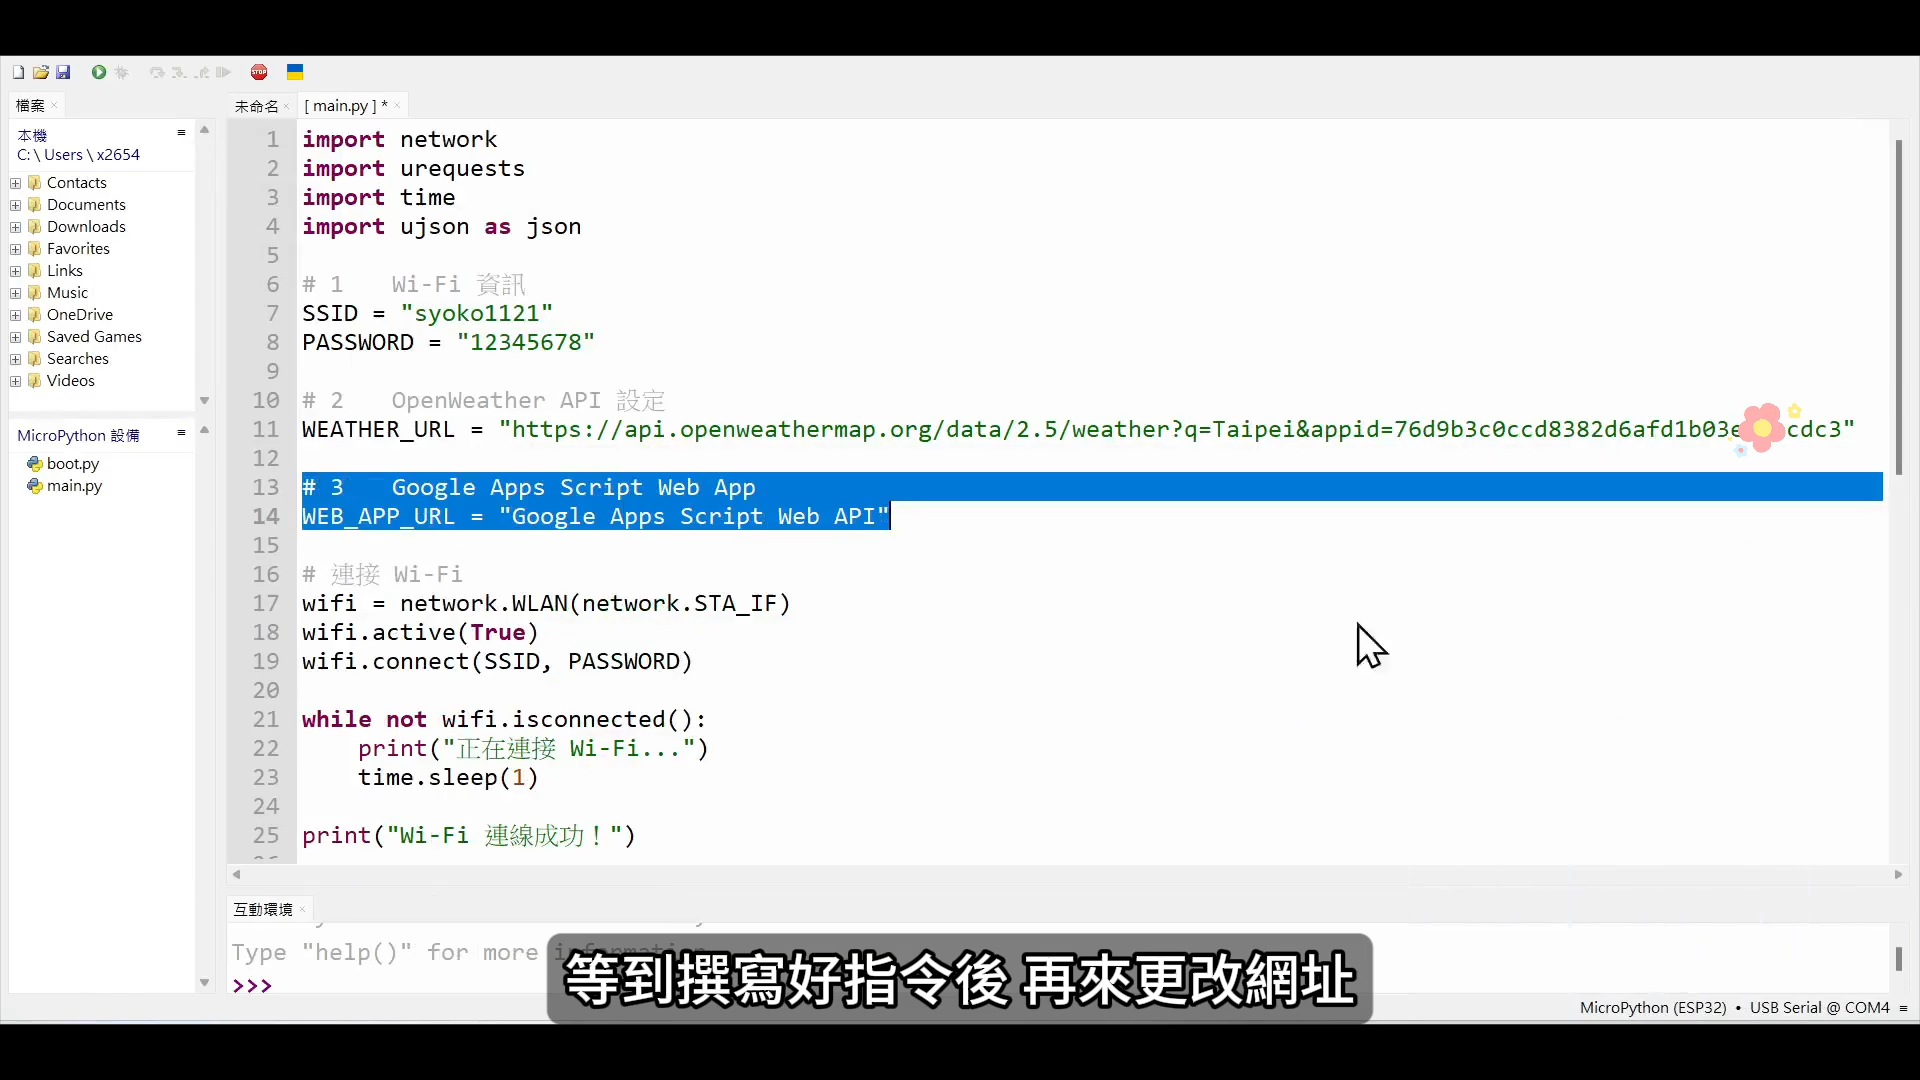 檔案
本機
C: \ Users \ x2654
Contacts
Documents
Downloads
Favorites
Links
Music
OneDrive
Saved Games
Searches
Videos
MicroPython 設備
boot.py
main.py
未命名
[ main.py ] *
1 import network
2 import urequests
3 import time
4 import ujson as json
5
6 # 1 Wi-Fi 資訊
7 SSID = "syoko1121"
8 PASSWORD = "12345678"
9
10 # 2 OpenWeather API 設定
11 WEATHER_URL = "https://api.openweathermap.org/data/2.5/weather?q=Taipei&appid=76d9b3c0ccd8382d6afd1b03 cdc3"
12
13 # 3 Google Apps Script Web App
14 WEB_APP_URL = "Google Apps Script Web API"
15
16 # 連接 Wi-Fi
17 wifi = network.WLAN(network.STA_IF)
18 wifi.active(True)
19 wifi.connect(SSID, PASSWORD)
20
21 while not wifi.isconnected():
22 print("正在連接 Wi-Fi...")
23 time.sleep(1)
24
25 print("Wi-Fi 連線成功！")
互動環境
Type "help()" for more
>>>
等到撰寫好指令後 再來更改網址
MicroPython (ESP32) • USB Serial @ COM4 ≡